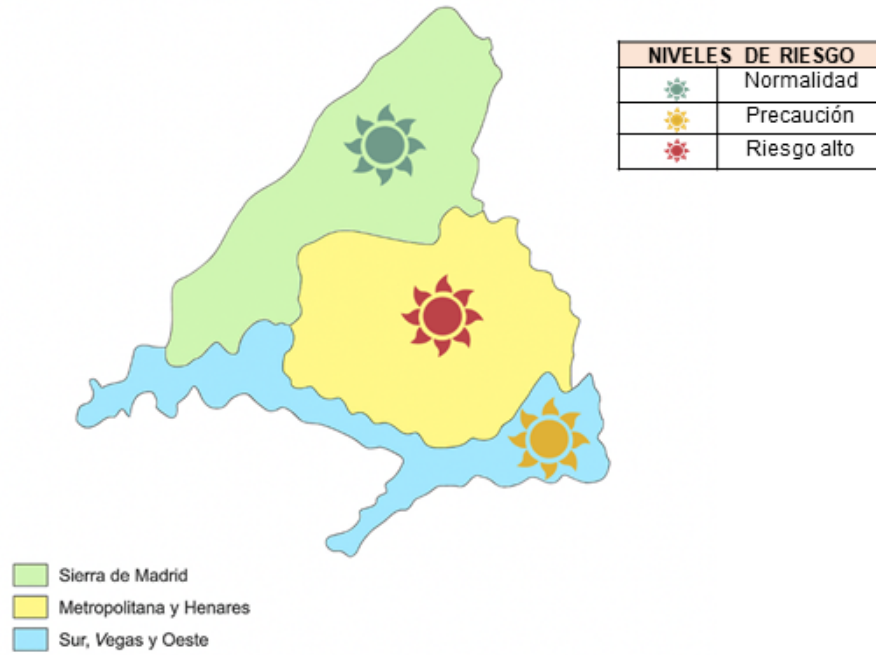 NIVELES DE RIESGO
Normalidad
Precaución
Riesgo alto
Sierra de Madrid
Metropolitana y Henares
Sur, Vegas y Oeste